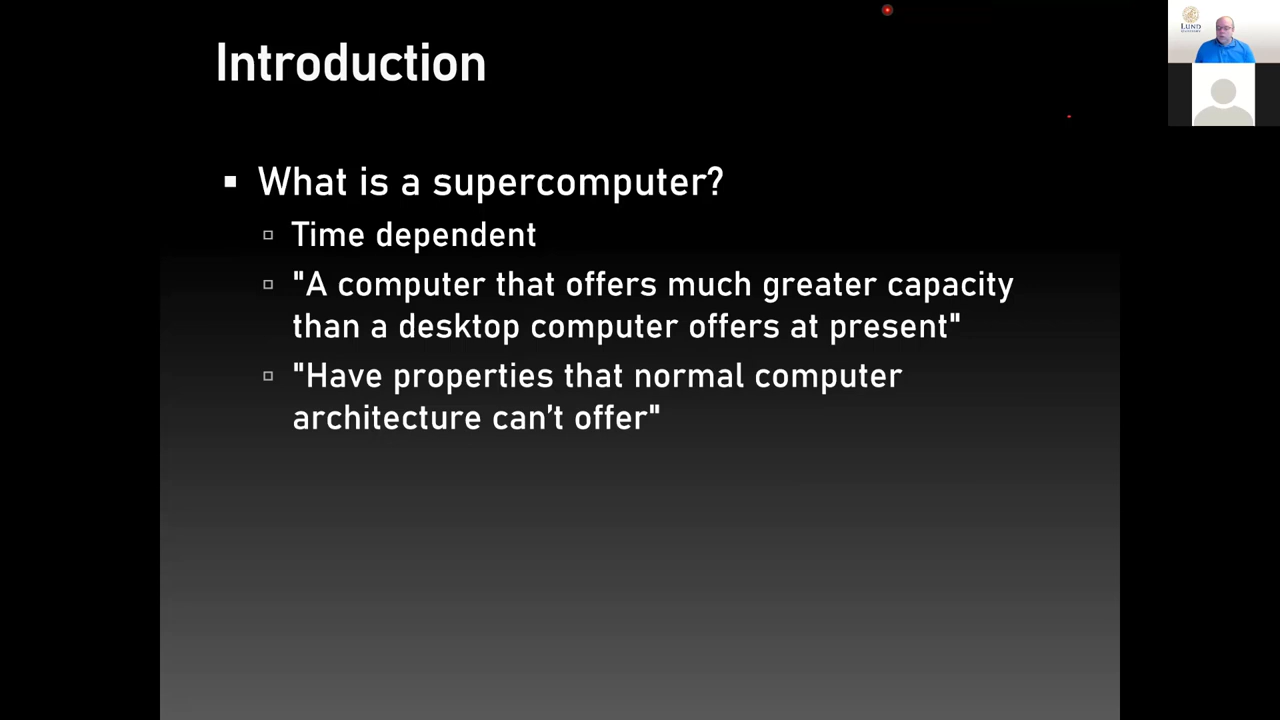 Introduction
LUND
What is a supercomputer?
Time dependent
"A computer that offers much greater capacity
than a desktop computer offers at present"
"Have properties that normal computer
architecture can't offer"